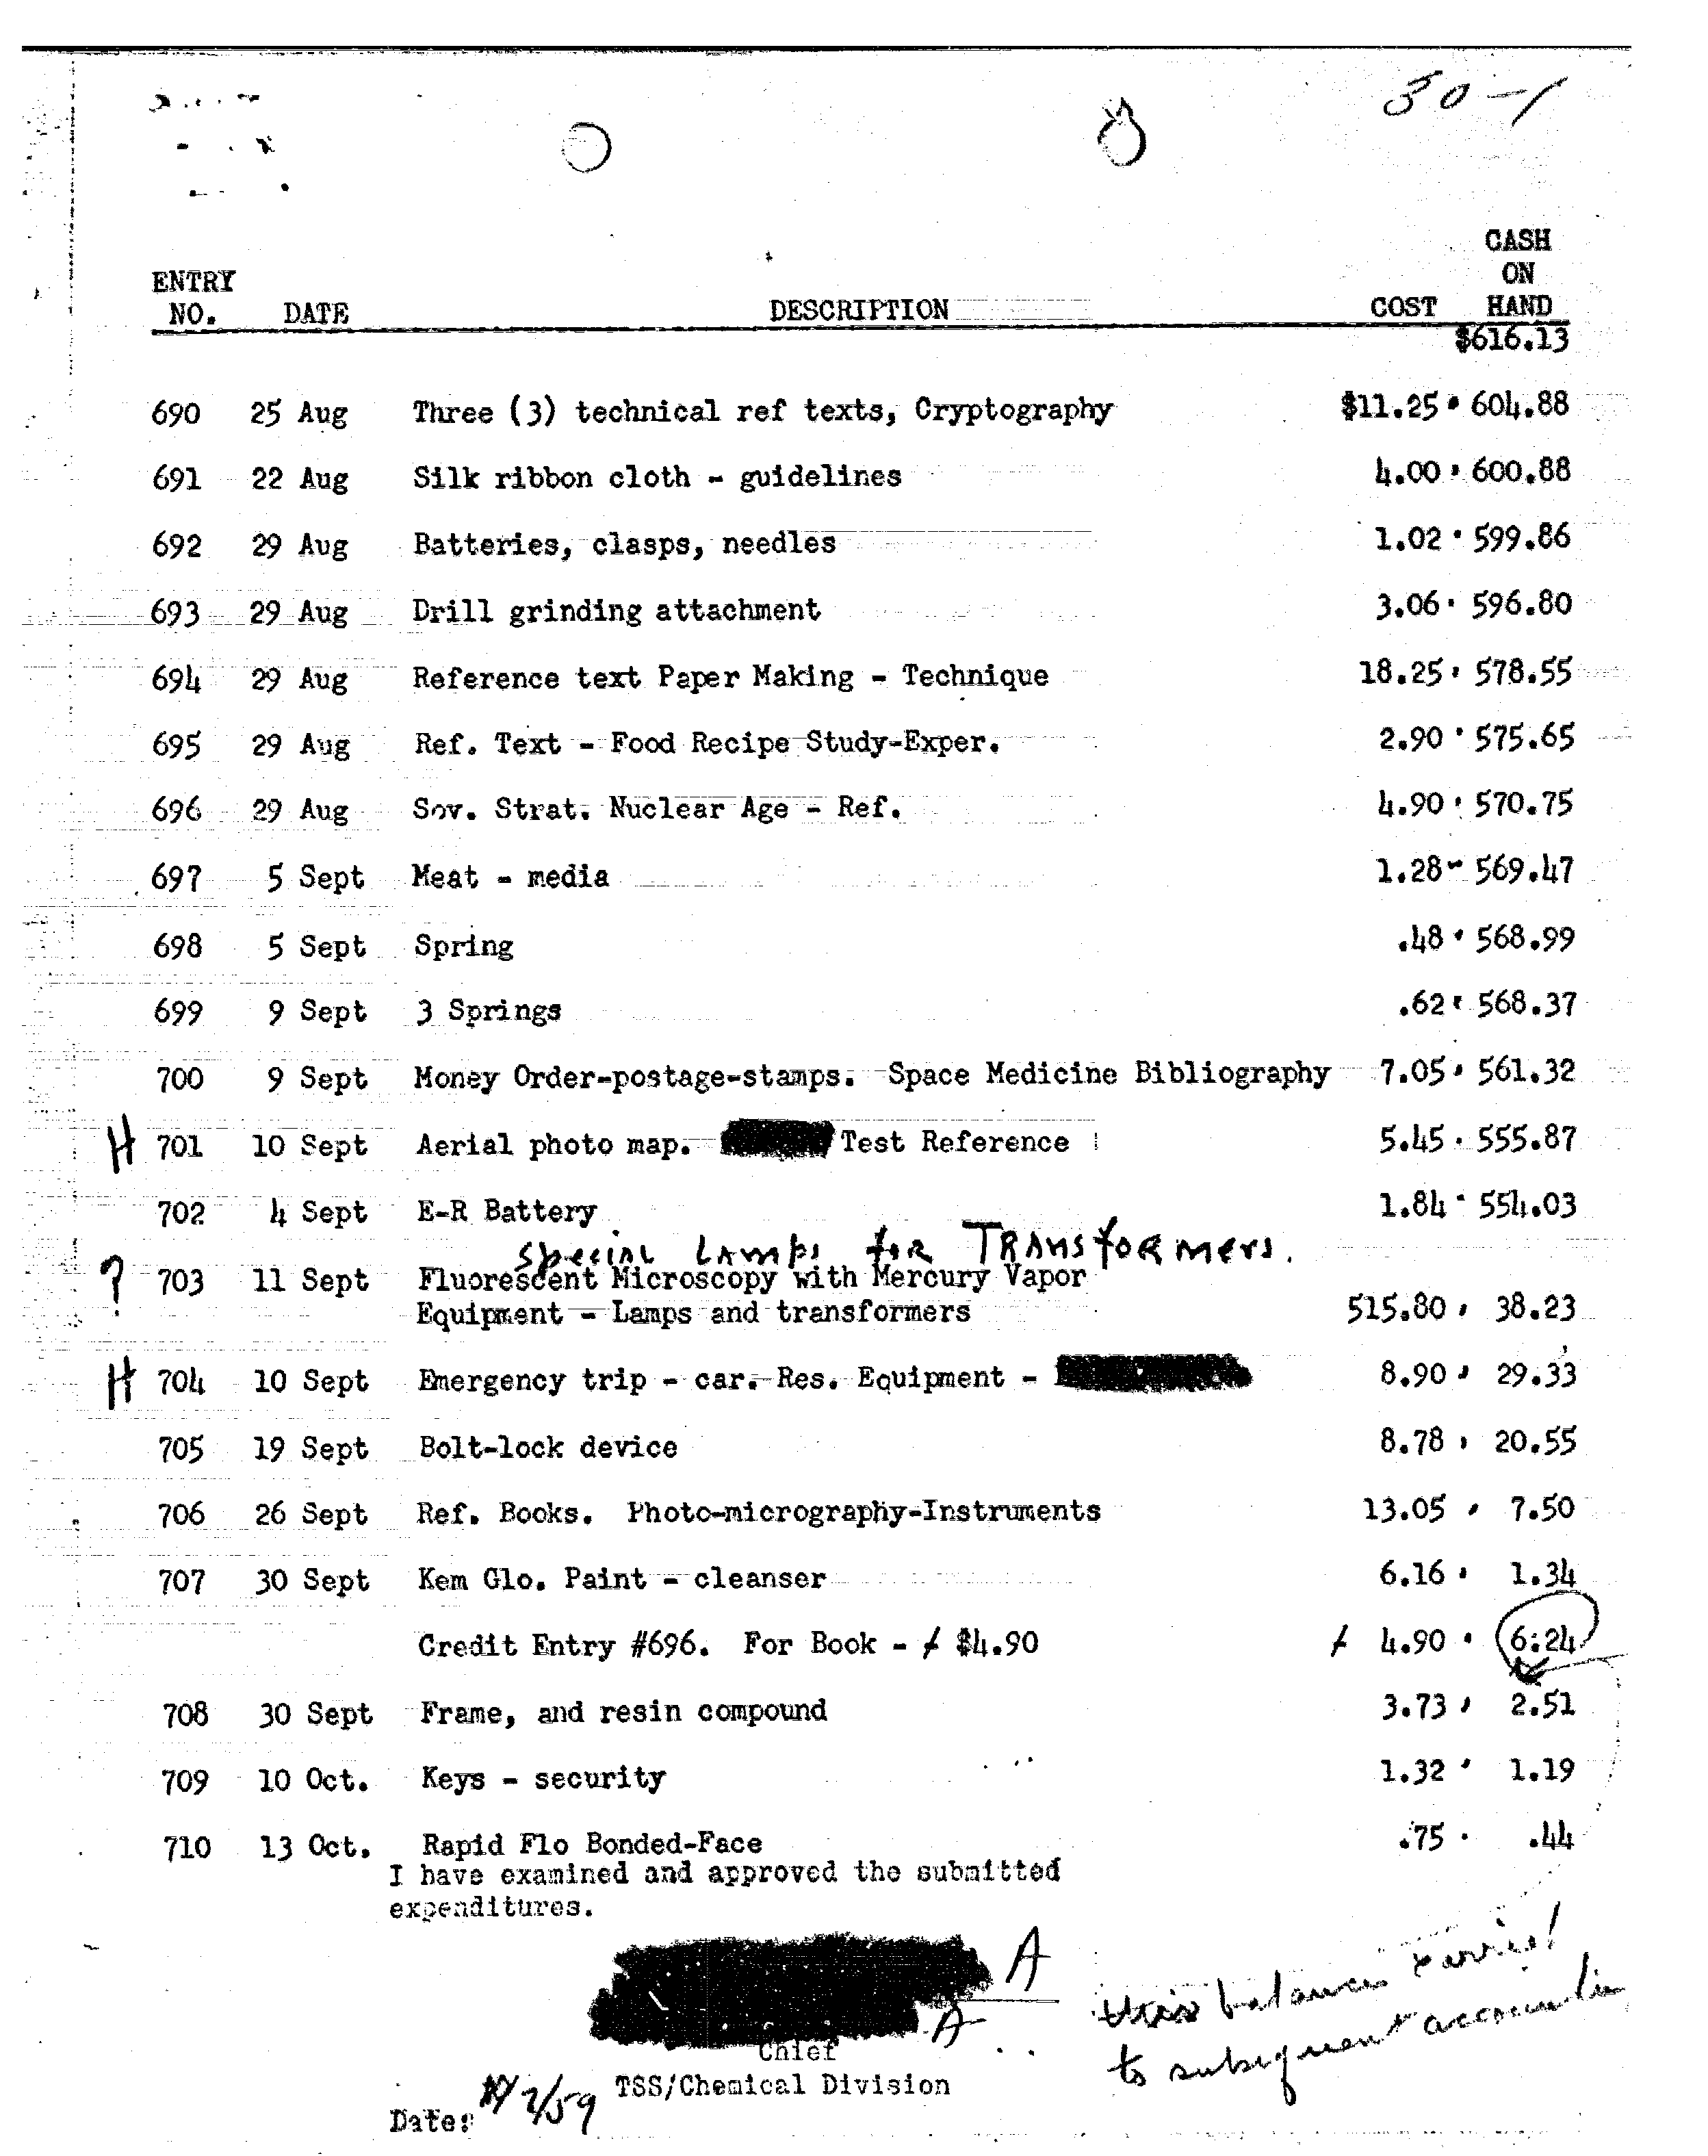 30-1
CASH
ENTRY ON
NO. DATE DESCRIPTION COST HAND
$616.13
690 25 Aug Three (3) technical ref texts, Cryptography $11.25 604.88
691 22 Aug Silk ribbon cloth - guidelines 4.00 600.88
692 29 Aug Batteries, clasps, needles 1.02 599.86
693 29 Aug Drill grinding attachment 3.06 596.80
694 29 Aug Reference text Paper Making - Technique 18.25 578.55
695 29 Aug Ref. Text - Food Recipe Study-Exper. 2.90 575.65
696 29 Aug Sov. Strat. Nuclear Age - Ref. 4.90 570.75
697 5 Sept Meat - media 1.28 569.47
698 5 Sept Spring .48 568.99
699 9 Sept 3 Springs .62 568.37
700 9 Sept Money Order-postage-stamps. Space Medicine Bibliography 7.05 561.32
H 701 10 Sept Aerial photo map. Test Reference 5.45 555.87
702 4 Sept E-R Battery 1.84 554.03
special Lamps for TRANsfoRmers.
? 703 11 Sept Fluorescent Microscopy with Mercury Vapor
Equipment - Lamps and transformers 515.80 38.23
H 704 10 Sept Emergency trip - car. Res. Equipment - 8.90 29.33
705 19 Sept Bolt-lock device 8.78 20.55
706 26 Sept Ref. Books. Photo-micrography-Instruments 13.05 7.50
707 30 Sept Kem Glo. Paint - cleanser 6.16 1.34
Credit Entry #696. For Book - / $4.90 / 4.90 6.24
708 30 Sept Frame, and resin compound 3.73 2.51
709 10 Oct. Keys - security 1.32 1.19
710 13 Oct. Rapid Flo Bonded-Face .75 .44
I have examined and approved the submitted
expenditures.
A
A
this balance carried
to subsequent accountin
Chief
TSS/Chemical Division
Date: 2/59